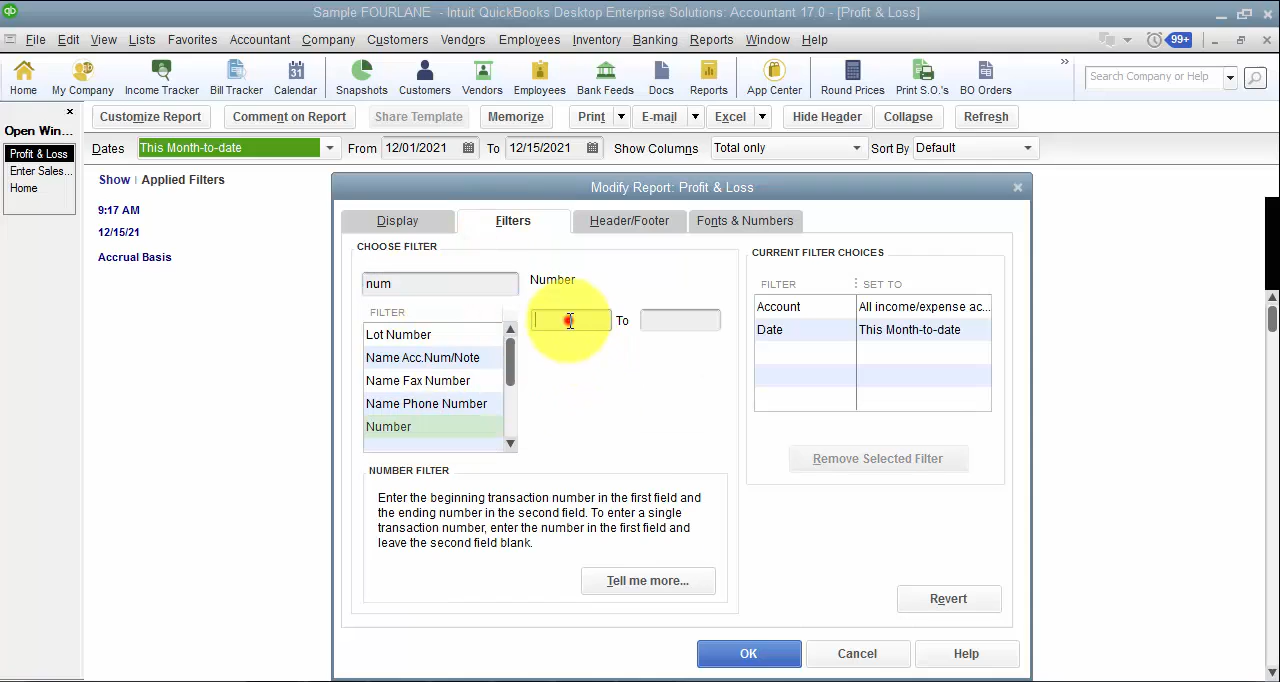 Sample FOURLANE - Intuit QuickBooks Desktop Enterprise Solutions: Accountant 17.0 - [Profit & Loss]
File Edit View Lists Favorites Accountant Company Customers Vendors Employees Inventory Banking Reports Window Help 99+
Home My Company Income Tracker Bill Tracker Calendar Snapshots Customers Vendors Employees Bank Feeds Docs Reports App Center Round Prices Print S.O.'s BO Orders Search Company or Help
Customize Report Comment on Report Share Template Memorize Print E-mail Excel Hide Header Collapse Refresh
Open Win...
Profit & Loss
Enter Sales...
Home
Dates This Month-to-date From 12/01/2021 To 12/15/2021 Show Columns Total only Sort By Default
Show | Applied Filters
9:17 AM
12/15/21
Accrual Basis
Modify Report: Profit & Loss
Display Filters Header/Footer Fonts & Numbers
CHOOSE FILTER
num
Number
FILTER
To
Lot Number
Name Acc.Num/Note
Name Fax Number
Name Phone Number
Number
NUMBER FILTER
Enter the beginning transaction number in the first field and
the ending number in the second field. To enter a single
transaction number, enter the number in the first field and
leave the second field blank.
Tell me more...
CURRENT FILTER CHOICES
FILTER SET TO
Account All income/expense ac...
Date This Month-to-date
Remove Selected Filter
Revert
OK Cancel Help